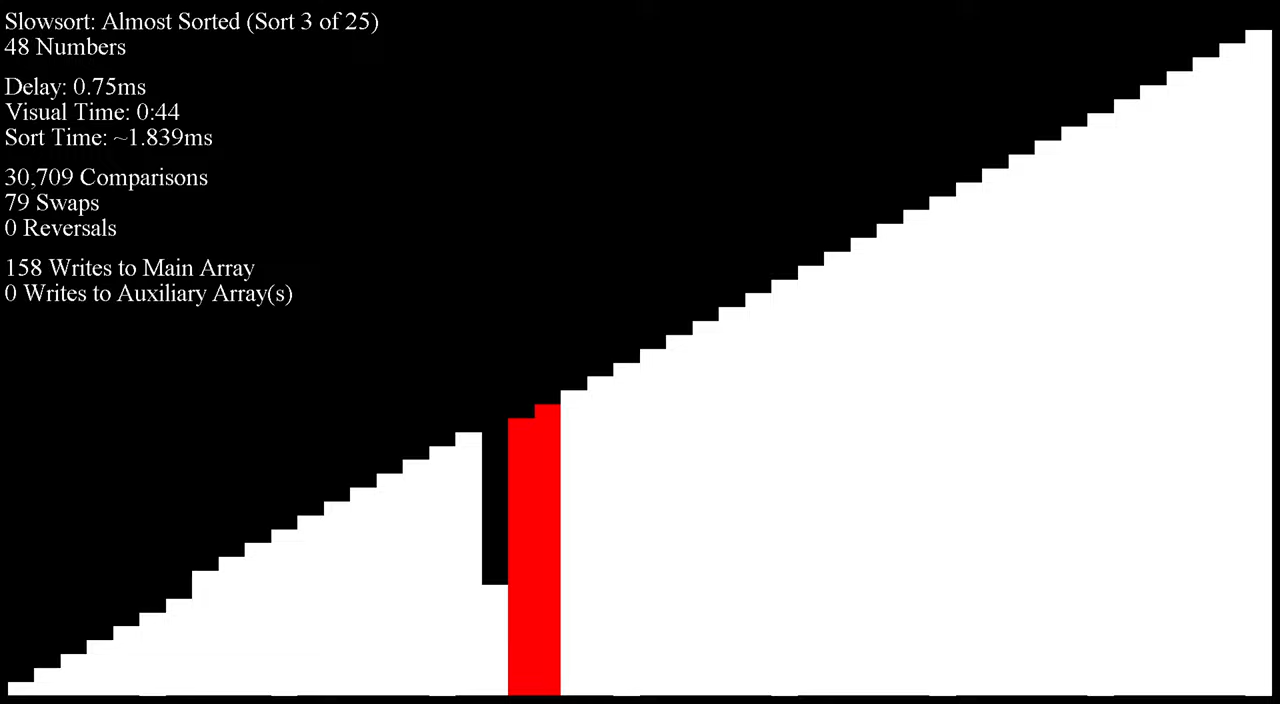 Slowsort: Almost Sorted (Sort 3 of 25)
48 Numbers
Delay: 0.75ms
Visual Time: 0:44
Sort Time: ~1.839ms
30,709 Comparisons
79 Swaps
0 Reversals
158 Writes to Main Array
0 Writes to Auxiliary Array(s)